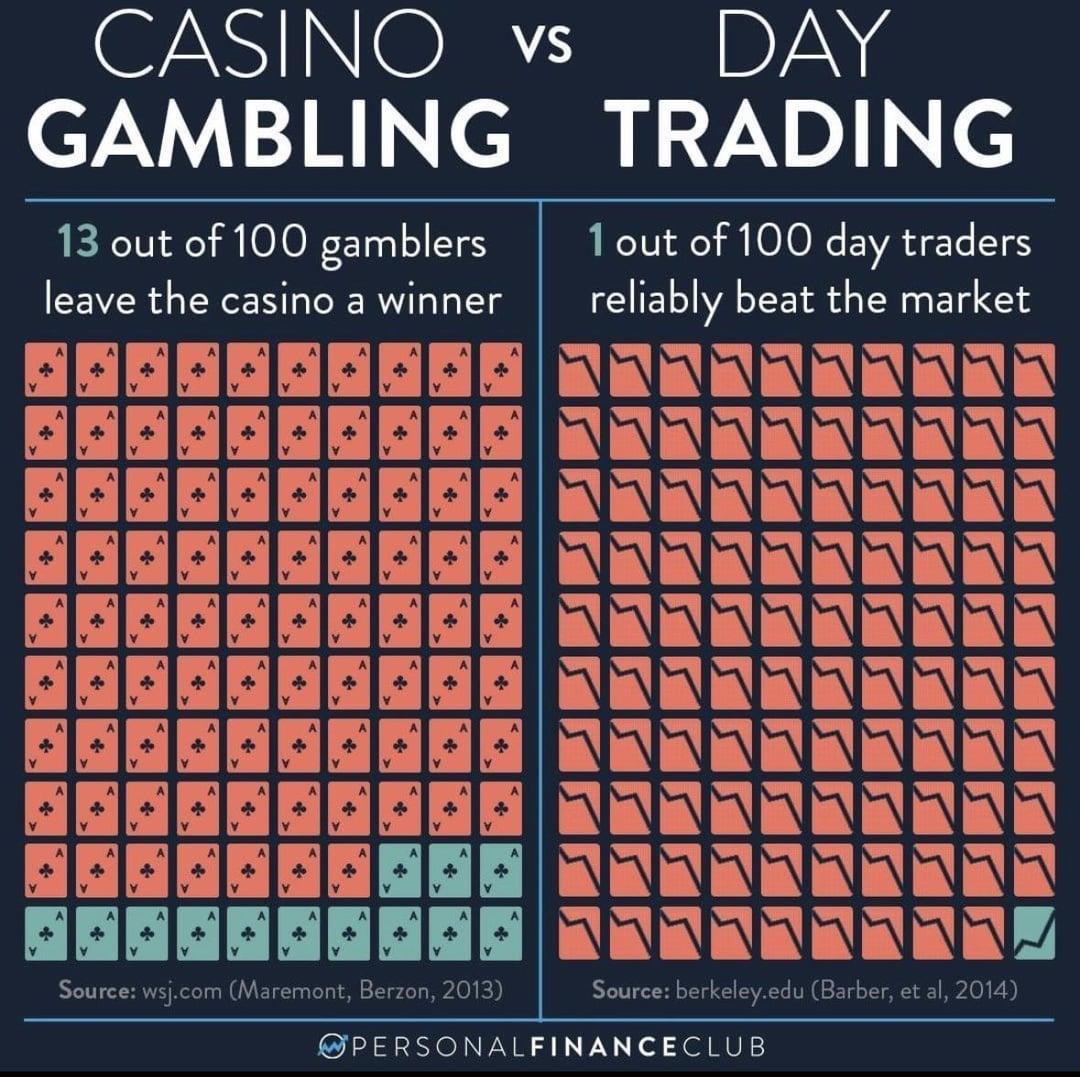 CASINO vs DAY
GAMBLING TRADING
13 out of 100 gamblers
leave the casino a winner
1 out of 100 day traders
reliably beat the market
Source: wsj.com (Maremont, Berzon, 2013)
Source: berkeley.edu (Barber, et al, 2014)
PERSONALFINANCECLUB